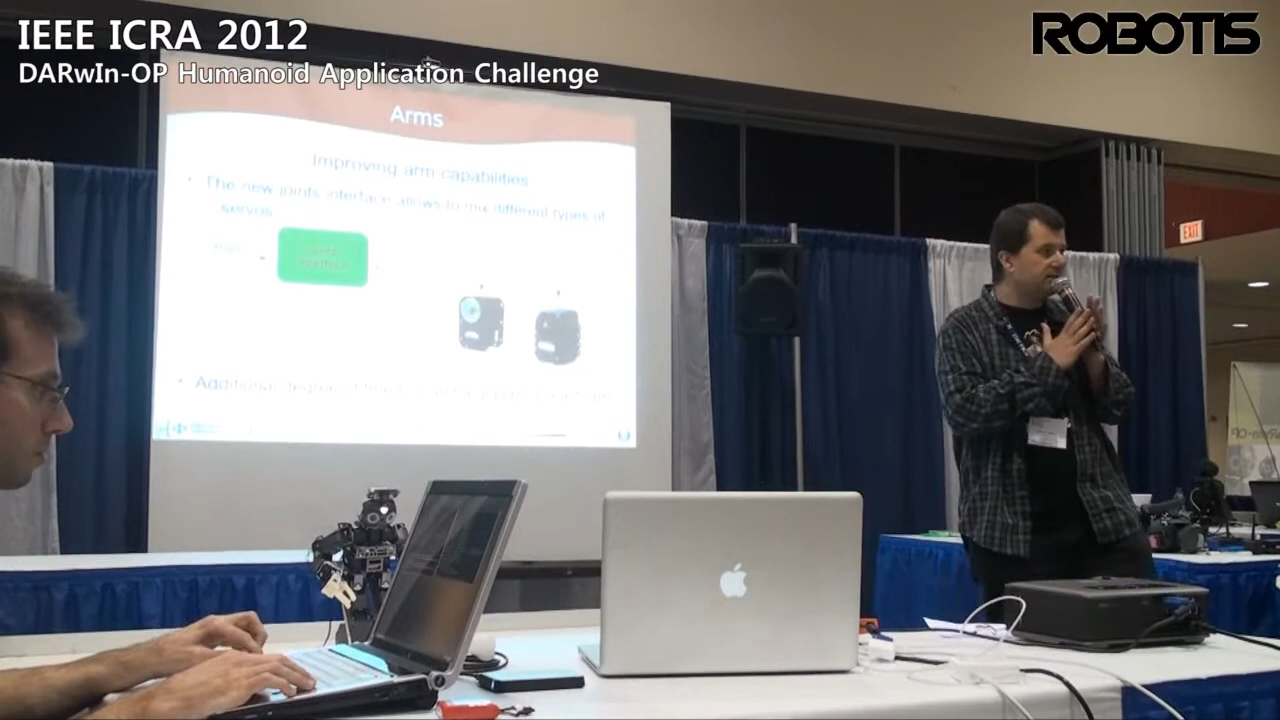 IEEE ICRA 2012
DARwIn-OP Humanoid Application Challenge
ROBOTIS
Arms
Improving arm capabilities
• The new joints interface allows to mix different types of
servos
• Additional
EXIT